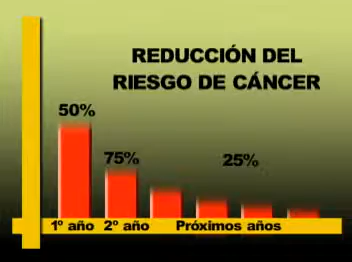 REDUCCIÓN DEL
RIESGO DE CÁNCER
50%
75%
25%
1º año 2º año Próximos años